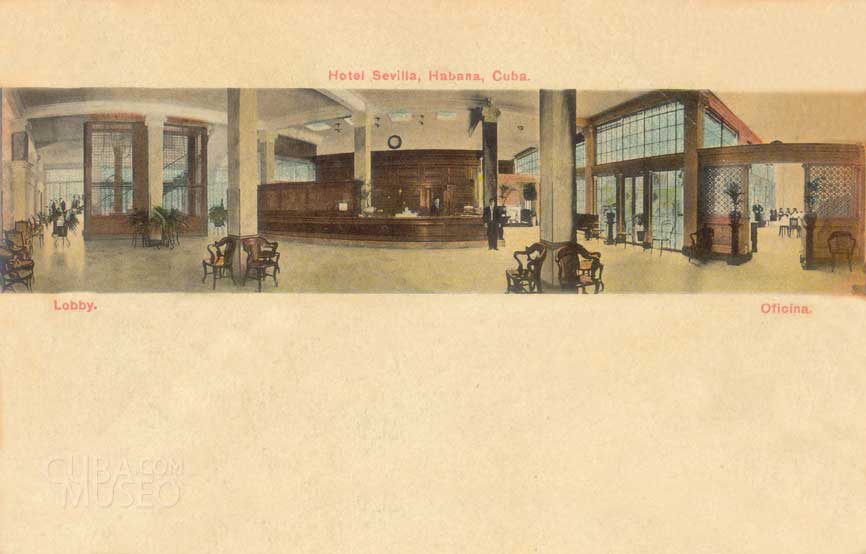 Hotel Sevilla, Habana, Cuba.
Lobby.
Oficina.
CUBA.COM
MUSEO